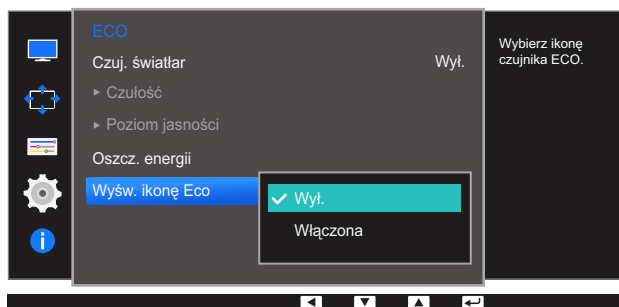 ECO
Czuj. światłar
Wył.
▸ Czułość
▸ Poziom jasności
Oszcz. energii
Wyśw. ikonę Eco
Wył.
Włączona
Wybierz ikonę
czujnika ECO.